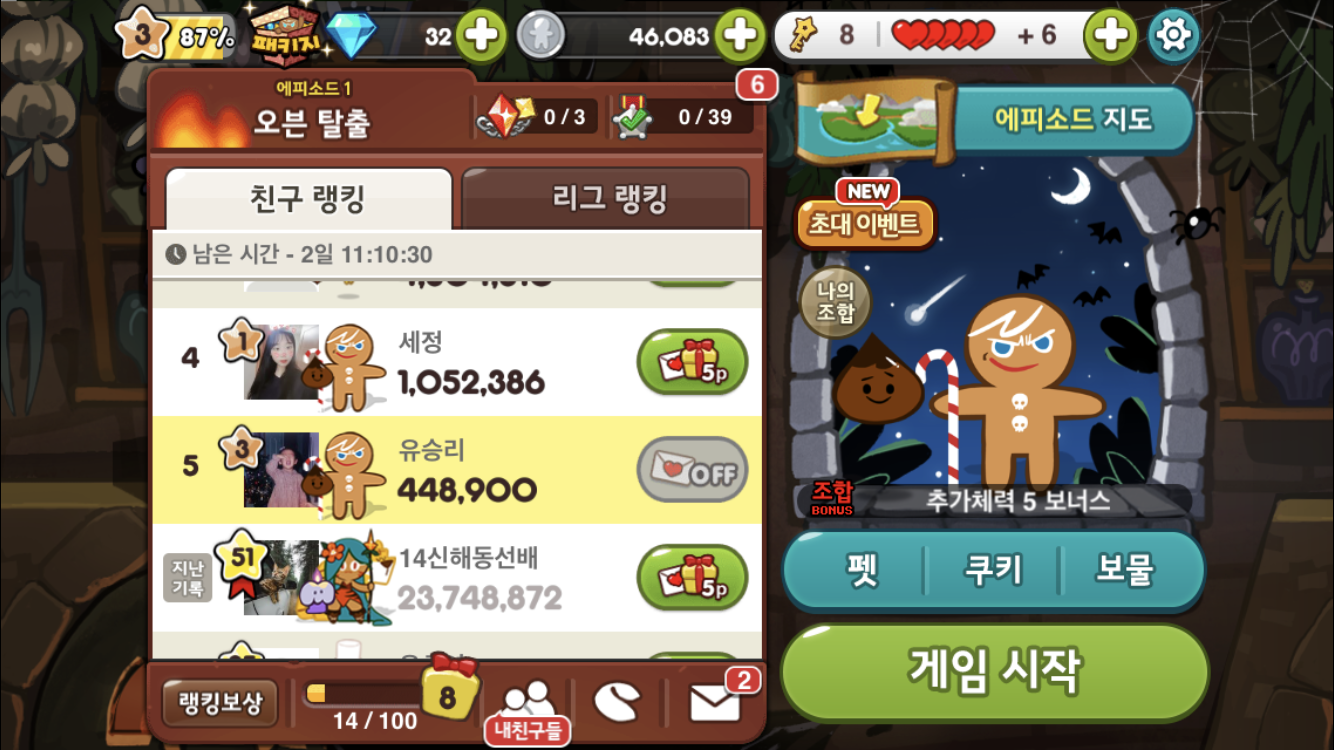 3 87%
패키지
32
46,083
8
+ 6
에피소드 1
오븐 탈출
0 / 3
0 / 39
6
에피소드 지도
친구 랭킹
리그 랭킹
남은 시간 - 2일 11:10:30
NEW
초대 이벤트
나의
조합
4
1
세정
1,052,386
5p
5
3
유승리
448,900
OFF
지난
기록
51
14신해동선배
23,748,872
5p
조합
BONUS
추가체력 5 보너스
펫
쿠키
보물
게임 시작
랭킹보상
14 / 100
8
내친구들
2